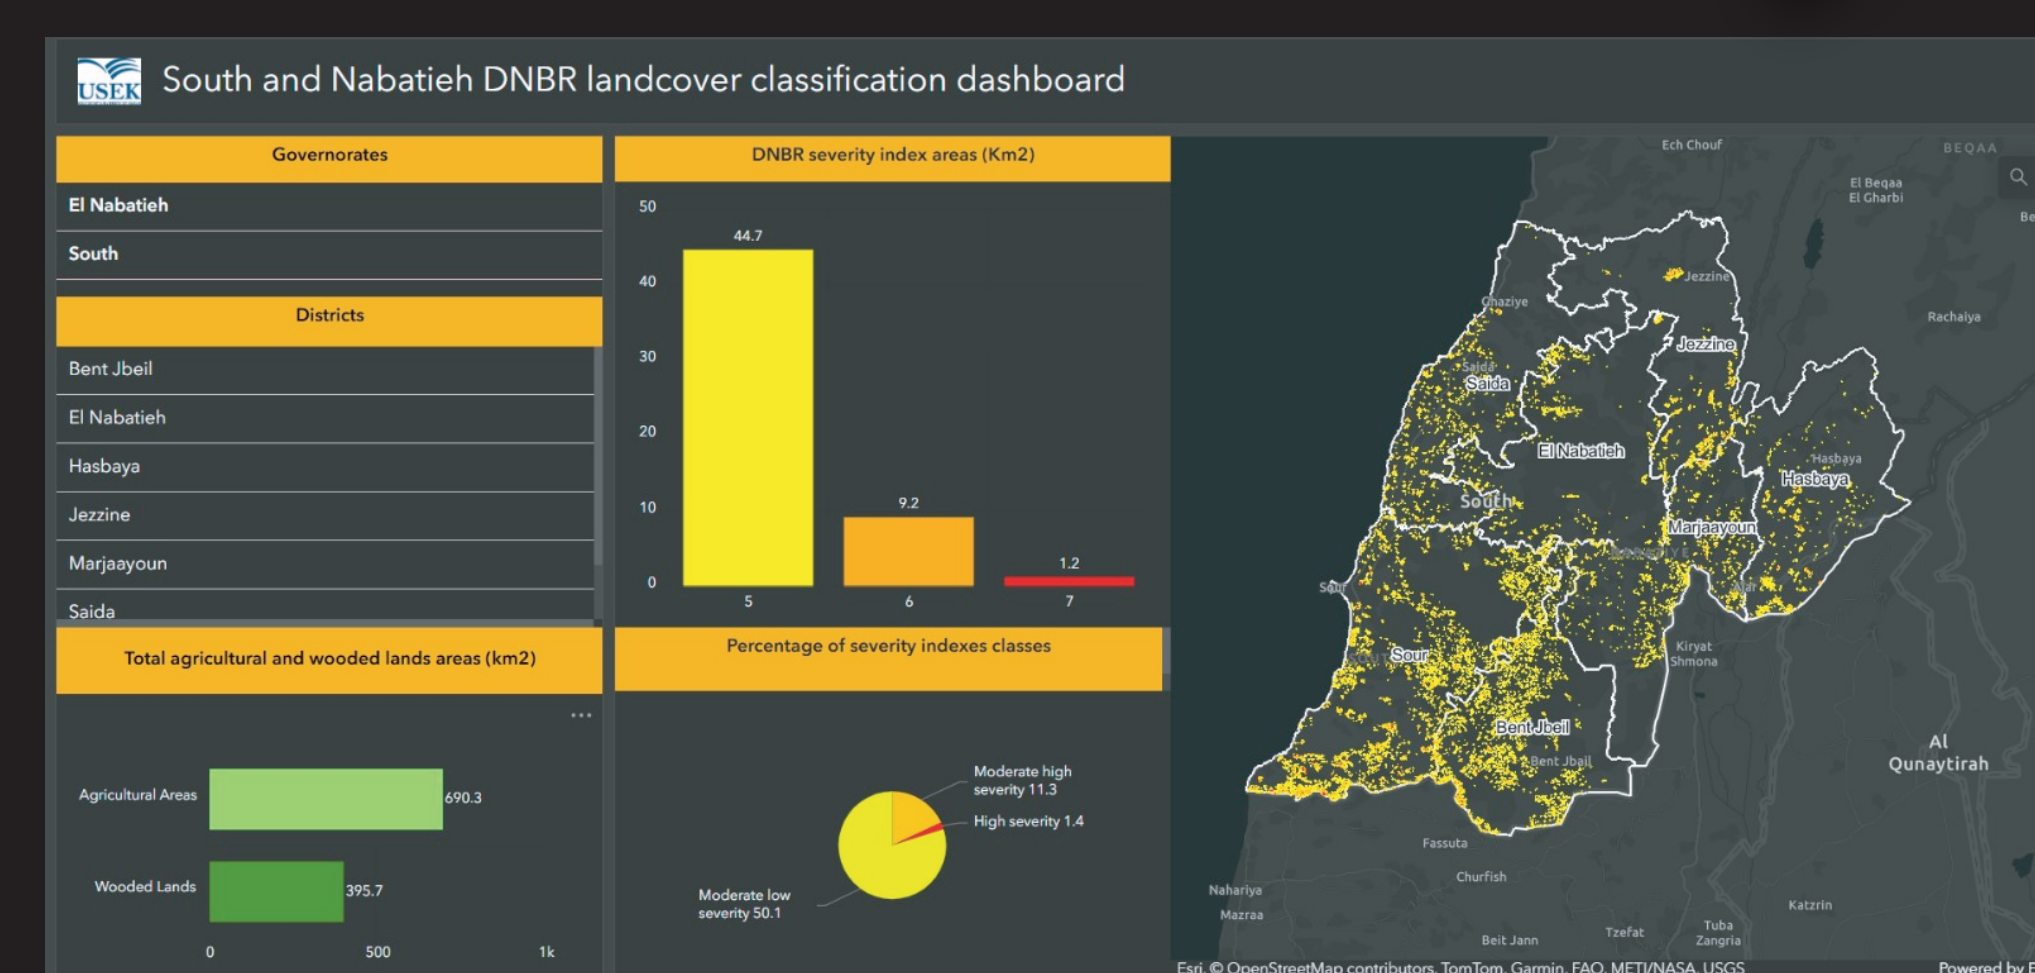 USEK
South and Nabatieh DNBR landcover classification dashboard
Governorates
El Nabatieh
South
Districts
Bent Jbeil
El Nabatieh
Hasbaya
Jezzine
Marjaayoun
Saida
Total agricultural and wooded lands areas (km2)
Agricultural Areas
690.3
Wooded Lands
395.7
0
500
1k
DNBR severity index areas (Km2)
50
40
30
20
10
0
44.7
9.2
1.2
5
6
7
Percentage of severity indexes classes
Moderate high
severity 11.3
High severity 1.4
Moderate low
severity 50.1
Ech Chouf
BEQAA
El Beqaa
El Gharbi
Be
Jezzine
Ghaziye
Rachaiya
Jezzine
Saida
Saida
El Nabatieh
Hasbaya
Hasbaya
South
Marjaayoun
Sour
Kiryat
Shmona
Sour
Bent Jbeil
Bent Jbail
Al
Qunaytirah
Fassuta
Churfish
Nahariya
Mazraa
Katzrin
Beit Jann
Tzefat
Tuba
Zangria
Esri, © OpenStreetMap contributors, TomTom, Garmin, FAO, METI/NASA, USGS
Powered by